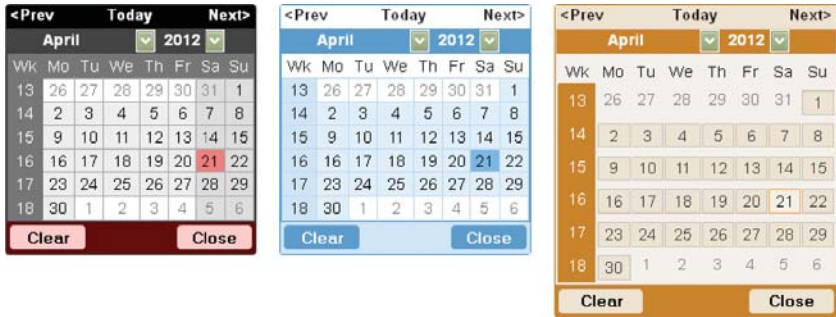 <Prev Today Next>
April 2012
Wk Mo Tu We Th Fr Sa Su
13 26 27 28 29 30 31 1
14 2 3 4 5 6 7 8
15 9 10 11 12 13 14 15
16 16 17 18 19 20 21 22
17 23 24 25 26 27 28 29
18 30 1 2 3 4 5 6
Clear Close
<Prev Today Next>
April 2012
Wk Mo Tu We Th Fr Sa Su
13 26 27 28 29 30 31 1
14 2 3 4 5 6 7 8
15 9 10 11 12 13 14 15
16 16 17 18 19 20 21 22
17 23 24 25 26 27 28 29
18 30 1 2 3 4 5 6
Clear Close
<Prev Today Next>
April 2012
Wk Mo Tu We Th Fr Sa Su
13 26 27 28 29 30 31 1
14 2 3 4 5 6 7 8
15 9 10 11 12 13 14 15
16 16 17 18 19 20 21 22
17 23 24 25 26 27 28 29
18 30 1 2 3 4 5 6
Clear Close